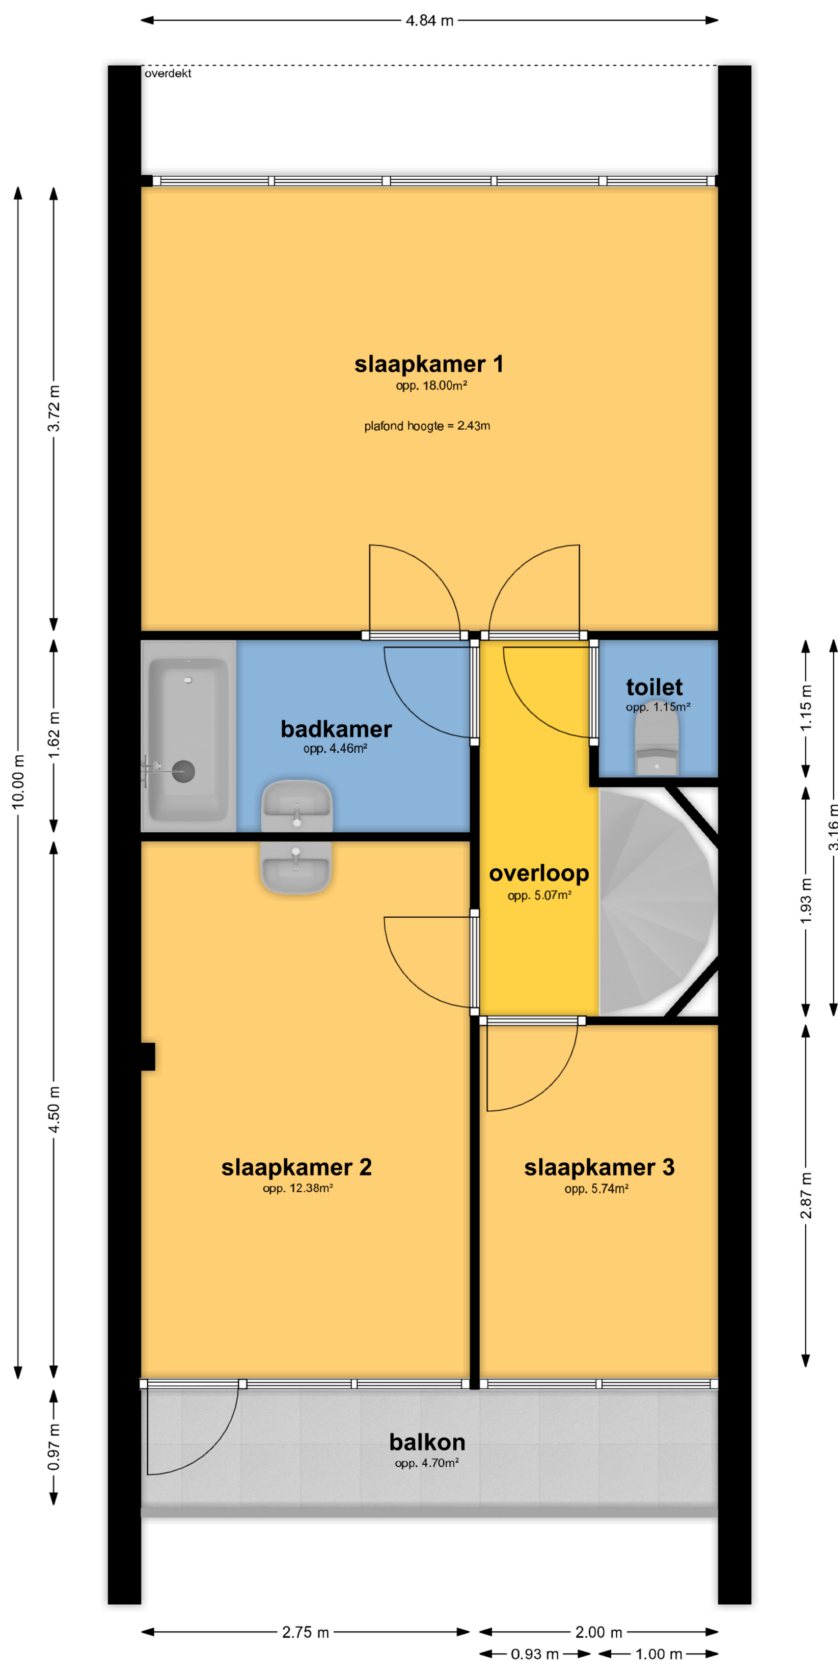 4.84 m
overdekt
slaapkamer 1
opp. 18.00m²
plafond hoogte = 2.43m
3.72 m
10.00 m
1.62 m
badkamer
opp. 4.46m²
toilet
opp. 1.15m²
1.15 m
3.16 m
1.93 m
overloop
opp. 5.07m²
4.50 m
slaapkamer 2
opp. 12.38m²
slaapkamer 3
opp. 5.74m²
2.87 m
0.97 m
balkon
opp. 4.70m²
2.75 m
2.00 m
0.93 m
1.00 m